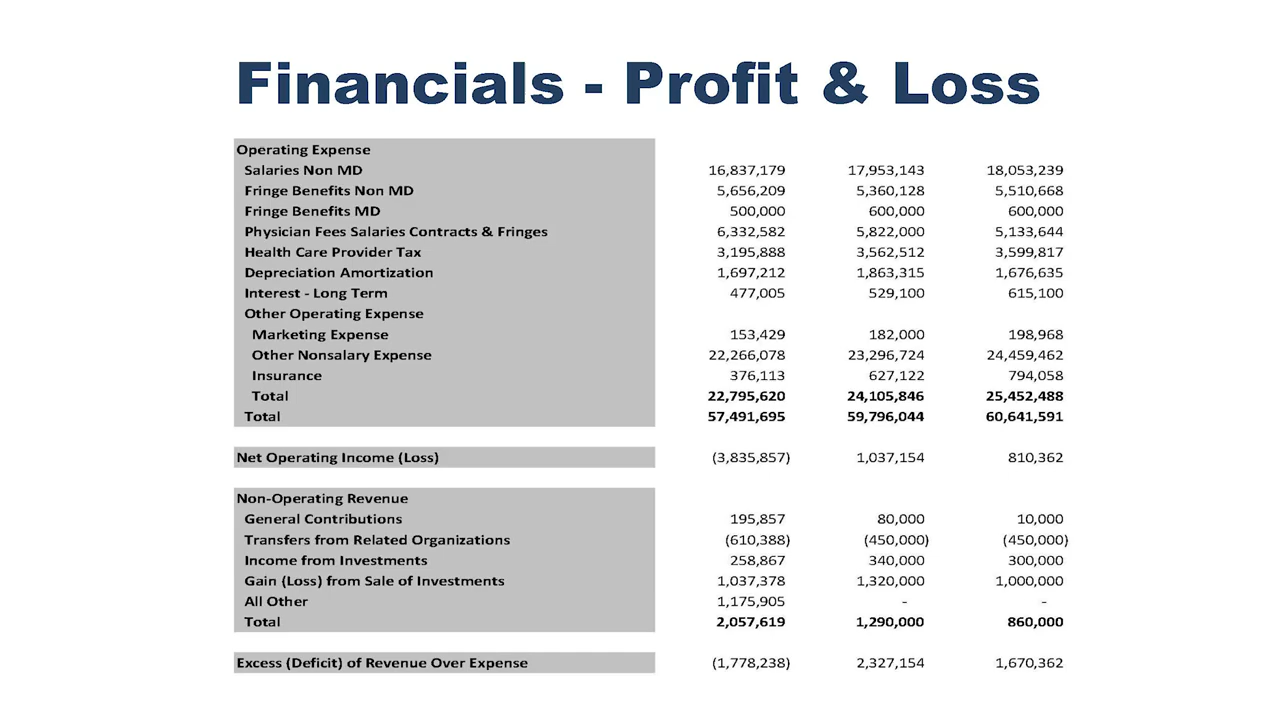 Financials - Profit & Loss
Operating Expense
Salaries Non MD 16,837,179 17,953,143 18,053,239
Fringe Benefits Non MD 5,656,209 5,360,128 5,510,668
Fringe Benefits MD 500,000 600,000 600,000
Physician Fees Salaries Contracts & Fringes 6,332,582 5,822,000 5,133,644
Health Care Provider Tax 3,195,888 3,562,512 3,599,817
Depreciation Amortization 1,697,212 1,863,315 1,676,635
Interest - Long Term 477,005 529,100 615,100
Other Operating Expense
Marketing Expense 153,429 182,000 198,968
Other Nonsalary Expense 22,266,078 23,296,724 24,459,462
Insurance 376,113 627,122 794,058
Total 22,795,620 24,105,846 25,452,488
Total 57,491,695 59,796,044 60,641,591
Net Operating Income (Loss) (3,835,857) 1,037,154 810,362
Non-Operating Revenue
General Contributions 195,857 80,000 10,000
Transfers from Related Organizations (610,388) (450,000) (450,000)
Income from Investments 258,867 340,000 300,000
Gain (Loss) from Sale of Investments 1,037,378 1,320,000 1,000,000
All Other 1,175,905 - -
Total 2,057,619 1,290,000 860,000
Excess (Deficit) of Revenue Over Expense (1,778,238) 2,327,154 1,670,362